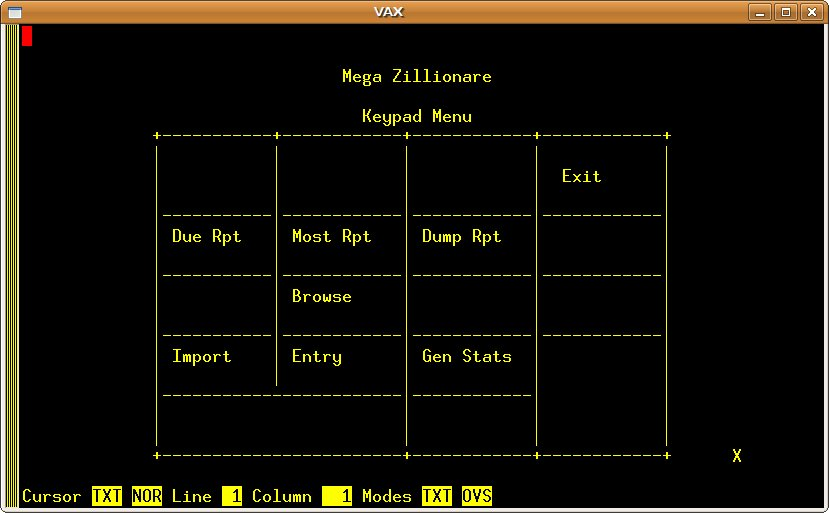 VAX
Mega Zillionare
Keypad Menu
Exit
Due Rpt Most Rpt Dump Rpt
Browse
Import Entry Gen Stats
X
Cursor TXT NOR Line 1 Column 1 Modes TXT OVS